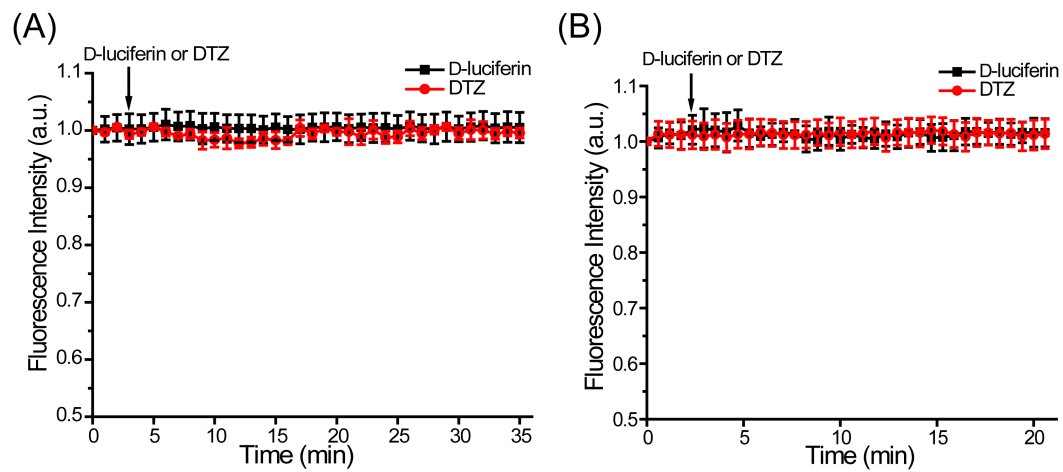 (A)
D-luciferin or DTZ
D-luciferin
DTZ
Fluorescence Intensity (a.u.)
1.1
1.0
0.9
0.8
0.7
0.6
0.5
0 5 10 15 20 25 30 35
Time (min)
(B)
D-luciferin or DTZ
D-luciferin
DTZ
Fluorescence Intensity (a.u.)
1.1
1.0
0.9
0.8
0.7
0.6
0.5
0 5 10 15 20
Time (min)